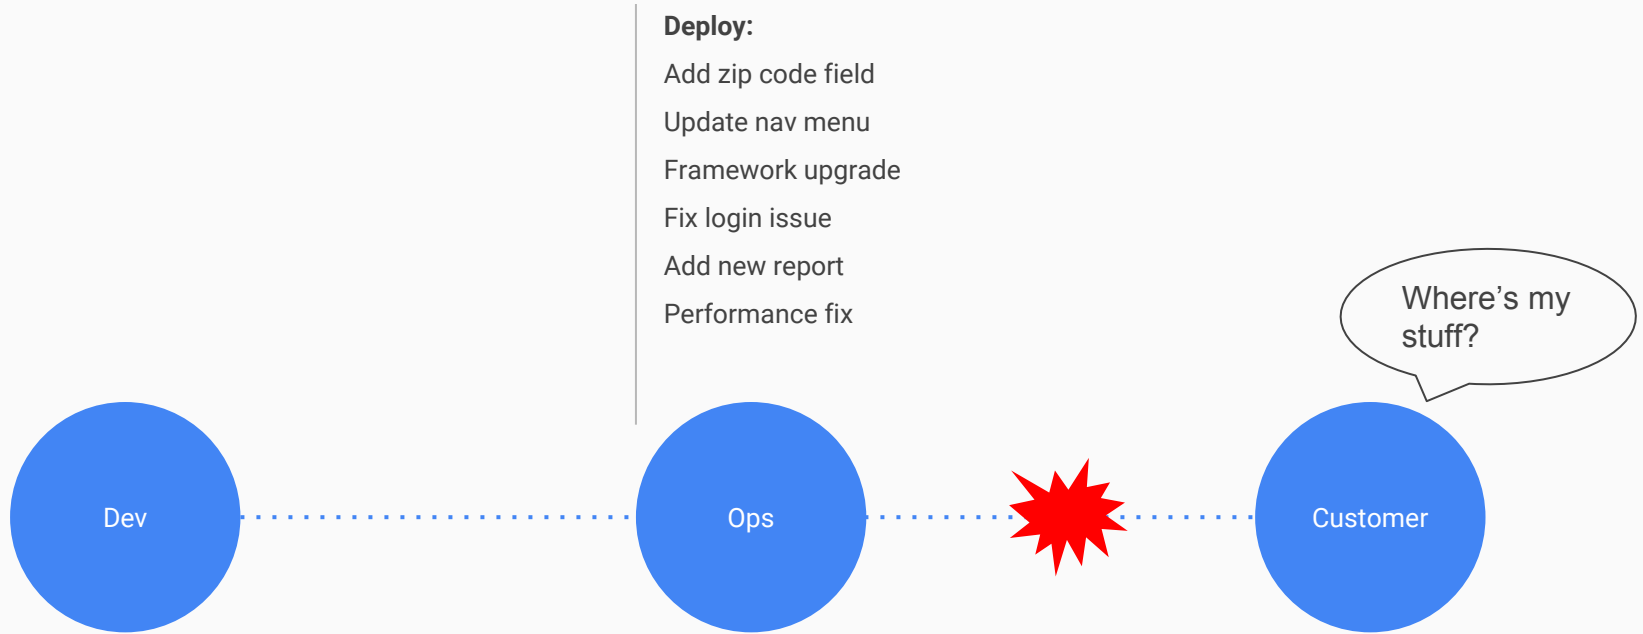 Deploy:
Add zip code field
Update nav menu
Framework upgrade
Fix login issue
Add new report
Performance fix
Where’s my
stuff?
Dev
Ops
Customer